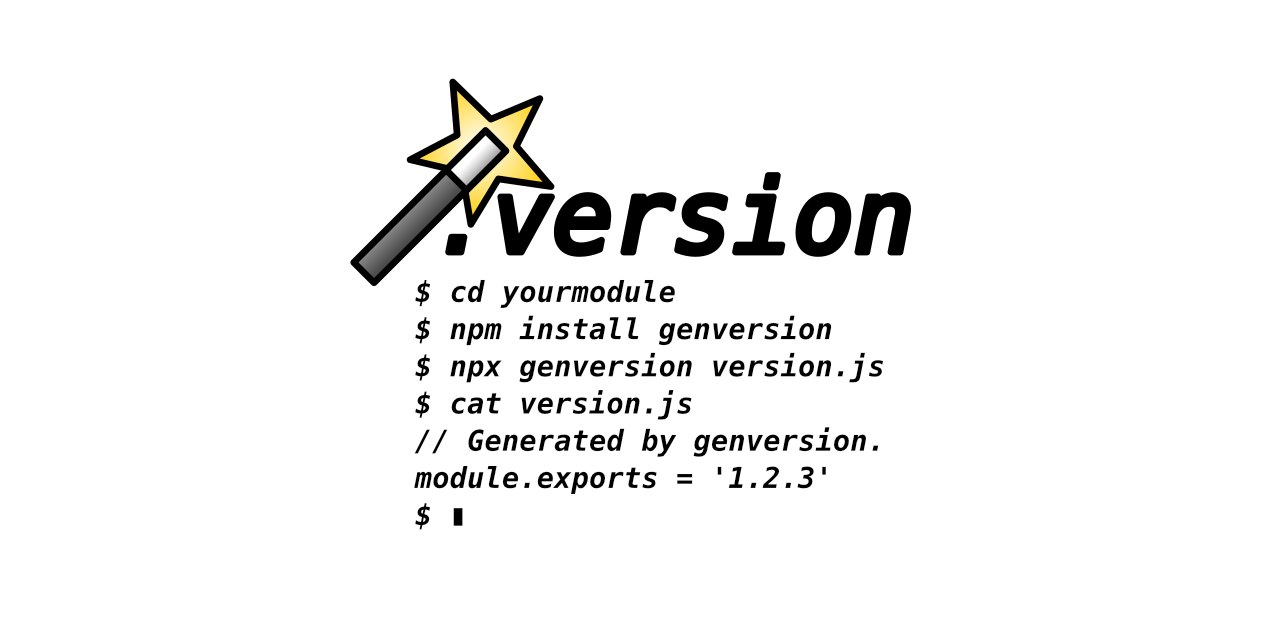 .version
$ cd yourmodule
$ npm install genversion
$ npx genversion version.js
$ cat version.js
// Generated by genversion.
module.exports = '1.2.3'
$ ▮